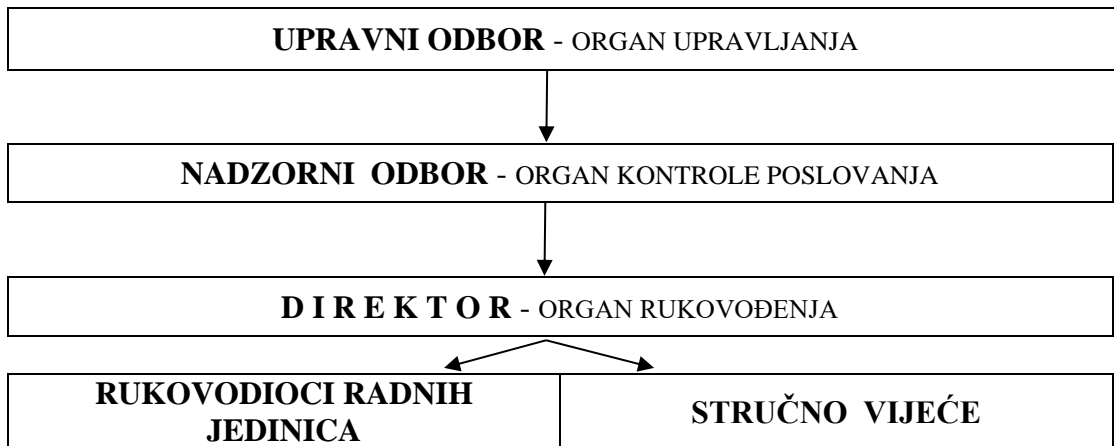 UPRAVNI ODBOR - ORGAN UPRAVLJANJA
NADZORNI ODBOR - ORGAN KONTROLE POSLOVANJA
D I R E K T O R - ORGAN RUKOVOĐENJA
RUKOVODIOCI RADNIH
JEDINICA
STRUČNO VIJEĆE